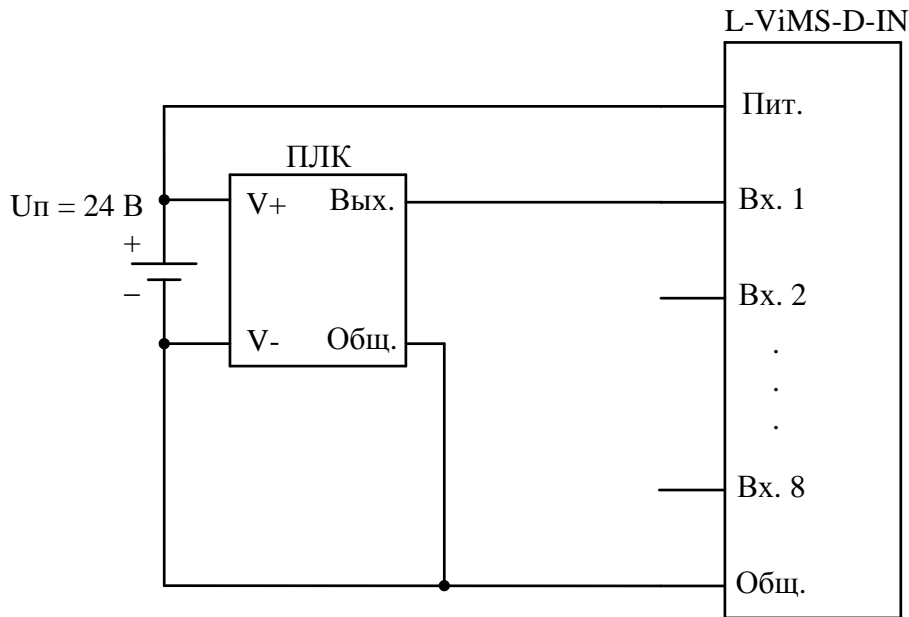 L-ViMS-D-IN
Пит.
ПЛК
Uп = 24 В
V+ Вых.
Вх. 1
+
−
Вх. 2
V- Общ.
.
.
.
Вх. 8
Общ.